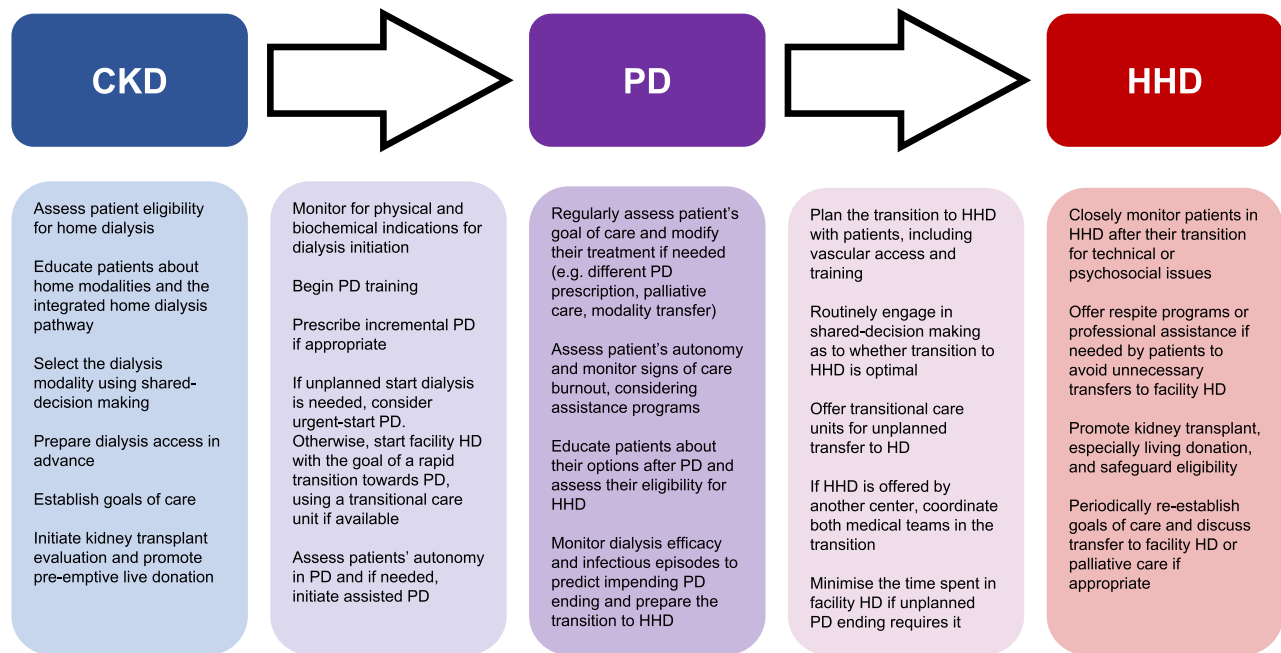 CKD
PD
HHD
Assess patient eligibility
for home dialysis
Educate patients about
home modalities and the
integrated home dialysis
pathway
Select the dialysis
modality using shared-
decision making
Prepare dialysis access in
advance
Establish goals of care
Initiate kidney transplant
evaluation and promote
pre-emptive live donation
Monitor for physical and
biochemical indications for
dialysis initiation
Begin PD training
Prescribe incremental PD
if appropriate
If unplanned start dialysis
is needed, consider
urgent-start PD.
Otherwise, start facility HD
with the goal of a rapid
transition towards PD,
using a transitional care
unit if available
Assess patients’ autonomy
in PD and if needed,
initiate assisted PD
Regularly assess patient’s
goal of care and modify
their treatment if needed
(e.g. different PD
prescription, palliative
care, modality transfer)
Assess patient’s autonomy
and monitor signs of care
burnout, considering
assistance programs
Educate patients about
their options after PD and
assess their eligibility for
HHD
Monitor dialysis efficacy
and infectious episodes to
predict impending PD
ending and prepare the
transition to HHD
Plan the transition to HHD
with patients, including
vascular access and
training
Routinely engage in
shared-decision making
as to whether transition to
HHD is optimal
Offer transitional care
units for unplanned
transfer to HD
If HHD is offered by
another center, coordinate
both medical teams in the
transition
Minimise the time spent in
facility HD if unplanned
PD ending requires it
Closely monitor patients in
HHD after their transition
for technical or
psychosocial issues
Offer respite programs or
professional assistance if
needed by patients to
avoid unnecessary
transfers to facility HD
Promote kidney transplant,
especially living donation,
and safeguard eligibility
Periodically re-establish
goals of care and discuss
transfer to facility HD or
palliative care if
appropriate